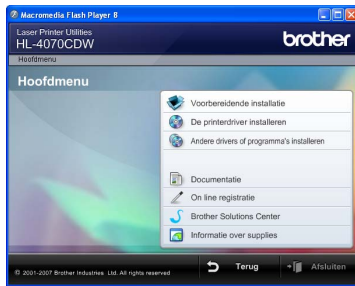 Macromedia Flash Player 8
Laser Printer Utilities
HL-4070CDW
brother
Hoofdmenu
Hoofdmenu
Voorbereidende installatie
De printerdriver installeren
Andere drivers of programma's installeren
Documentatie
On line registratie
Brother Solutions Center
Informatie over supplies
© 2001-2007 Brother Industries Ltd. All rights reserved
Terug
Afsluiten